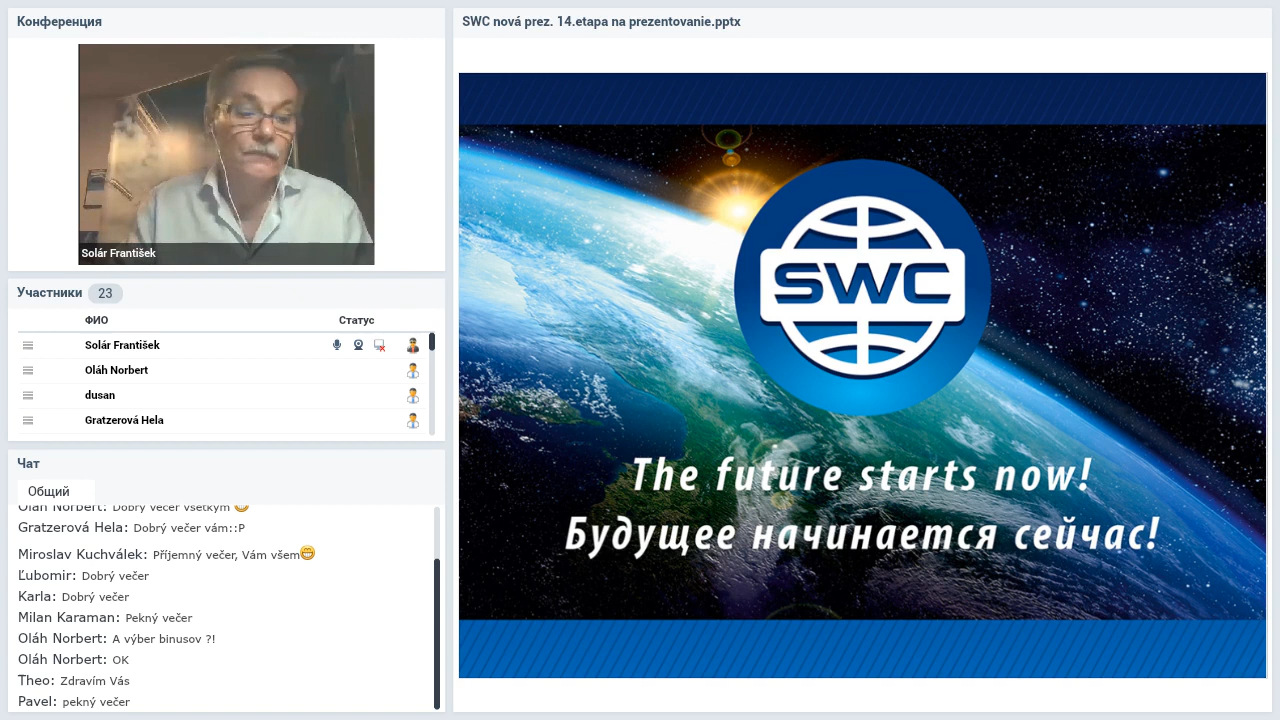 Конференция
Solár František
Участники 23
ФИО Статус
Solár František
Oláh Norbert
dusan
Gratzerová Hela
Чат
Общий
Oláh Norbert: Dobrý večer všetkým
Gratzerová Hela: Dobrý večer vám::P
Miroslav Kuchválek: Příjemný večer, Vám všem
Ľubomir: Dobrý večer
Karla: Dobrý večer
Milan Karaman: Pekný večer
Oláh Norbert: A výber binusov ?!
Oláh Norbert: OK
Theo: Zdravím Vás
Pavel: pekný večer
SWC nová prez. 14.etapa na prezentovanie.pptx
SWC
The future starts now!
Будущее начинается сейчас!